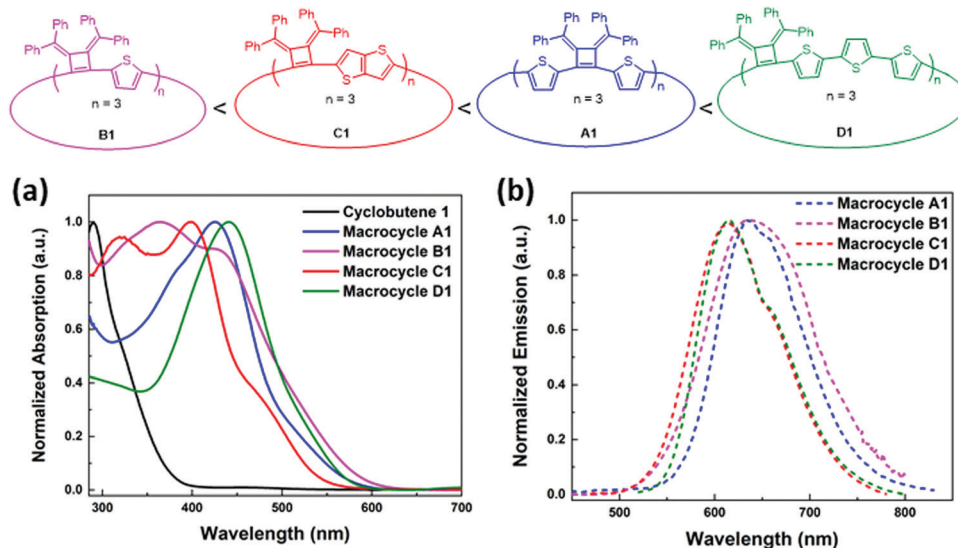 Ph Ph Ph Ph
S
n
n = 3
B1
<
Ph Ph Ph Ph
S
S
n
n = 3
C1
<
Ph Ph Ph Ph
S
S
n
n = 3
A1
<
Ph Ph Ph Ph
S
S
S
n
n = 3
D1
(a)
Normalized Absorption (a.u.)
1.0
0.8
0.6
0.4
0.2
0.0
Cyclobutene 1
Macrocycle A1
Macrocycle B1
Macrocycle C1
Macrocycle D1
300 400 500 600 700
Wavelength (nm)
(b)
Normalized Emission (a.u.)
1.0
0.8
0.6
0.4
0.2
0.0
Macrocycle A1
Macrocycle B1
Macrocycle C1
Macrocycle D1
500 600 700 800
Wavelength (nm)